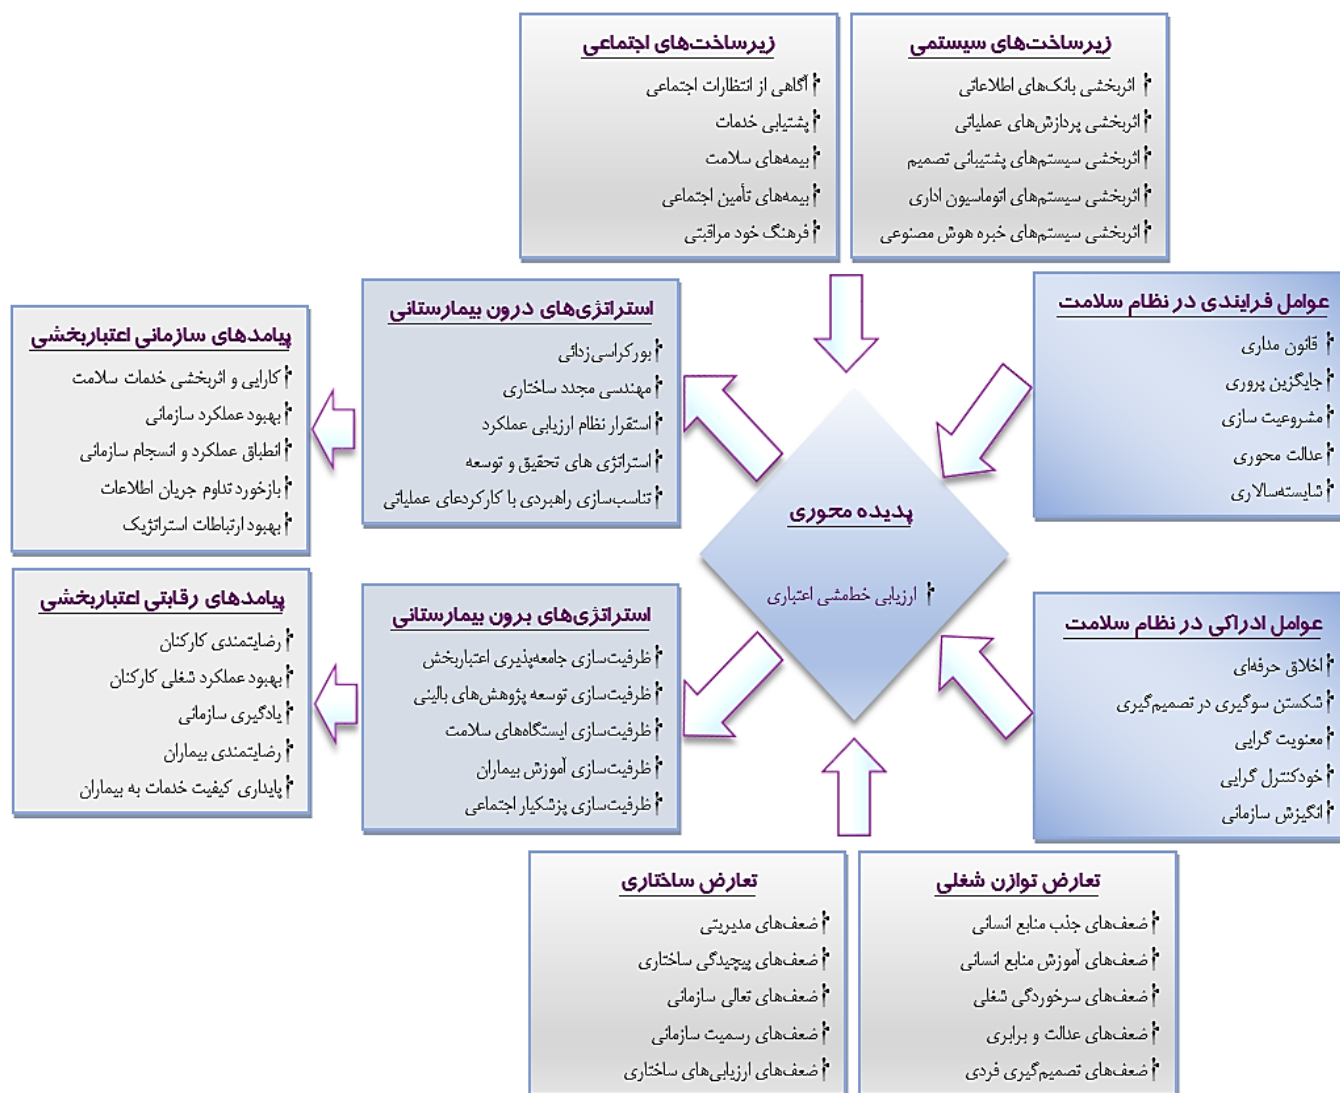 زیرساخت‌های سیستمی
اثربخشی بانک‌های اطلاعاتی
اثربخشی پردازش‌های عملیاتی
اثربخشی سیستم‌های پشتیبانی تصمیم
اثربخشی سیستم‌های اتوماسیون اداری
اثربخشی سیستم‌های خبره هوش مصنوعی
زیرساخت‌های اجتماعی
آگاهی از انتظارات اجتماعی
پشتیابی خدمات
بیمه‌های سلامت
بیمه‌های تأمین اجتماعی
فرهنگ خود مراقبتی
عوامل فرایندی در نظام سلامت
قانون مداری
جایگزین پروری
مشروعیت سازی
عدالت محوری
شایسته‌سالاری
عوامل ادراکی در نظام سلامت
اخلاق حرفه‌ای
شکستن سوگیری در تصمیم‌گیری
معنویت گرایی
خودکنترل گرایی
انگیزش سازمانی
پدیده محوری
ارزیابی خط‌مشی اعتباری
استراتژی‌های درون بیمارستانی
بورکراسی‌زدائی
مهندسی مجدد ساختاری
استقرار نظام ارزیابی عملکرد
استراتژی های تحقیق و توسعه
تناسب‌سازی راهبردی با کارکردعای عملیاتی
استراتژی‌های برون بیمارستانی
ظرفیت‌سازی جامعه‌پذیری اعتباربخش
ظرفیت‌سازی توسعه پژوهش‌های بالینی
ظرفیت‌سازی ایستگاه‌های سلامت
ظرفیت‌سازی آموزش بیماران
ظرفیت‌سازی پزشکیار اجتماعی
پیامدهای سازمانی اعتباربخشی
کارایی و اثربخشی خدمات سلامت
بهبود عملکرد سازمانی
انطباق عملکرد و انسجام سازمانی
بازخورد تداوم جریان اطلاعات
بهبود ارتباطات استراتژیک
پیامدهای رقابتی اعتباربخشی
رضایتمندی کارکنان
بهبود عملکرد شغلی کارکنان
یادگیری سازمانی
رضایتمندی بیماران
پایداری کیفیت خدمات به بیماران
تعارض توازن شغلی
ضعف‌های جذب منابع انسانی
ضعف‌های آموزش منابع انسانی
ضعف‌های سرخوردگی شغلی
ضعف‌های عدالت و برابری
ضعف‌های تصمیم‌گیری فردی
تعارض ساختاری
ضعف‌های مدیریتی
ضعف‌های پیچیدگی ساختاری
ضعف‌های تعالی سازمانی
ضعف‌های رسمیت سازمانی
ضعف‌های ارزیابی‌های ساختاری